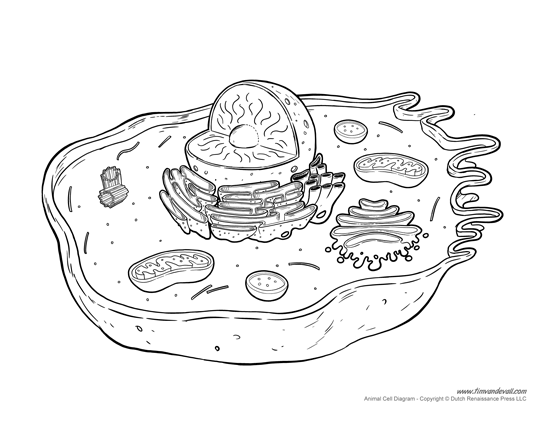 www.timvandevall.com
Animal Cell Diagram - Copyright © Dutch Renaissance Press LLC